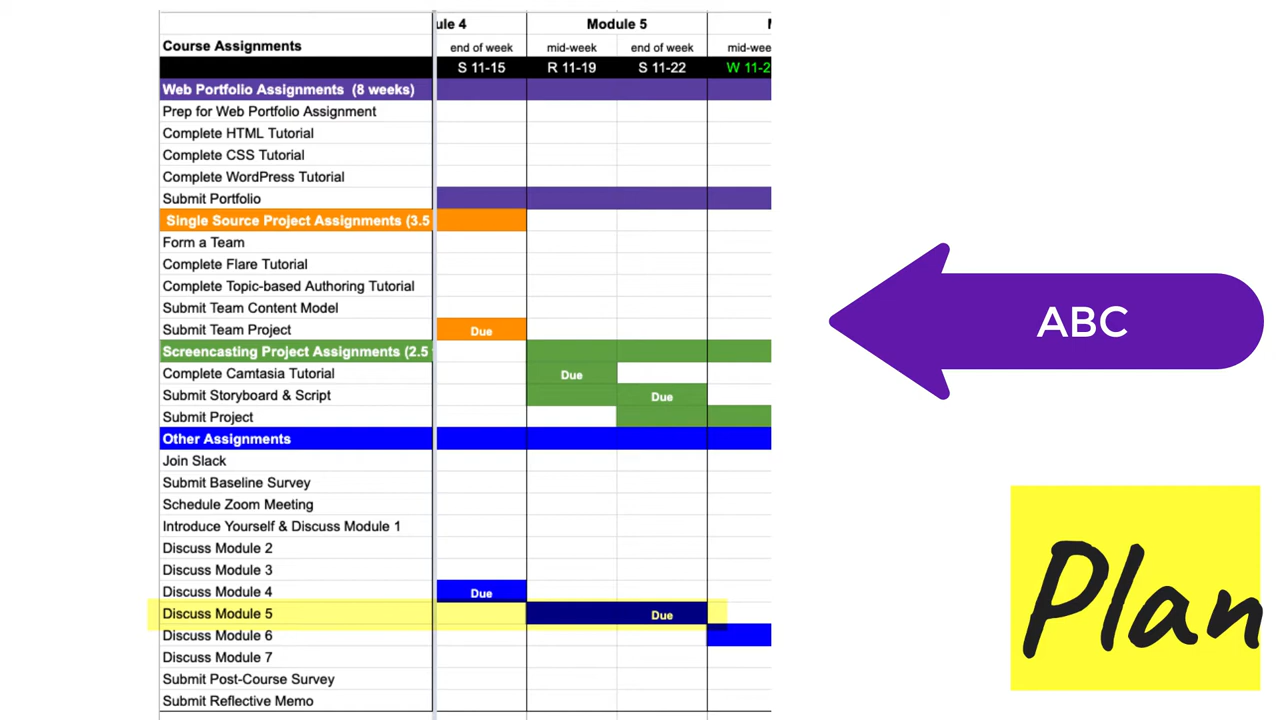 ule 4 Module 5 M
Course Assignments end of week mid-week end of week mid-wee
S 11-15 R 11-19 S 11-22 W 11-2
Web Portfolio Assignments (8 weeks)
Prep for Web Portfolio Assignment
Complete HTML Tutorial
Complete CSS Tutorial
Complete WordPress Tutorial
Submit Portfolio
Single Source Project Assignments (3.5
Form a Team
Complete Flare Tutorial
Complete Topic-based Authoring Tutorial
Submit Team Content Model
Submit Team Project Due
Screencasting Project Assignments (2.5
Complete Camtasia Tutorial Due
Submit Storyboard & Script Due
Submit Project
Other Assignments
Join Slack
Submit Baseline Survey
Schedule Zoom Meeting
Introduce Yourself & Discuss Module 1
Discuss Module 2
Discuss Module 3
Discuss Module 4 Due
Discuss Module 5 Due
Discuss Module 6
Discuss Module 7
Submit Post-Course Survey
Submit Reflective Memo
ABC
Plan